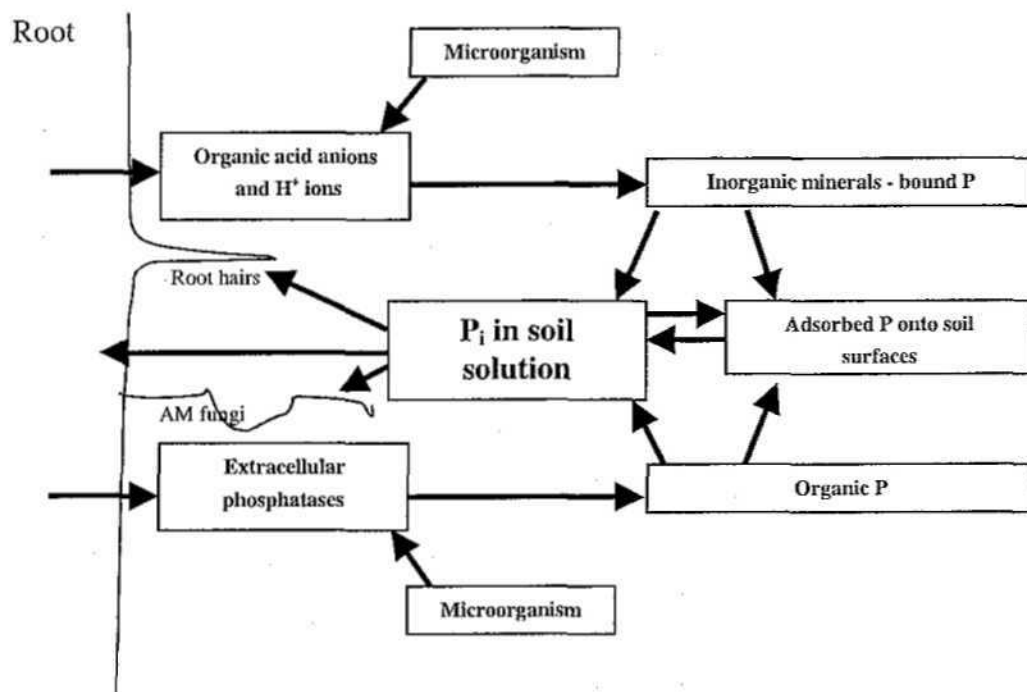 Root
Microorganism
Organic acid anions
and H⁺ ions
Inorganic minerals - bound P
Root hairs
Pᵢ in soil
solution
Adsorbed P onto soil
surfaces
AM fungi
Extracellular
phosphatases
Organic P
Microorganism